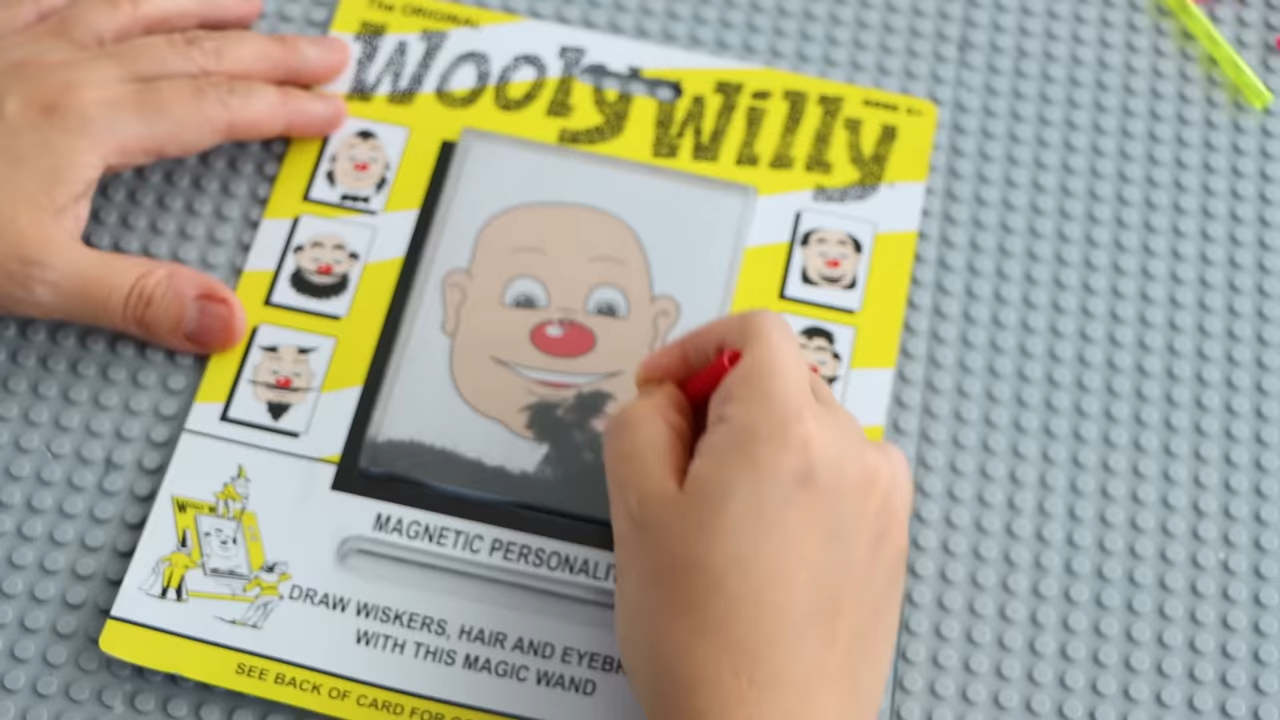 The ORIGINAL
Wooly Willy
MAGNETIC PERSONALI
DRAW WISKERS, HAIR AND EYEB
WITH THIS MAGIC WAND
SEE BACK OF CARD FOR